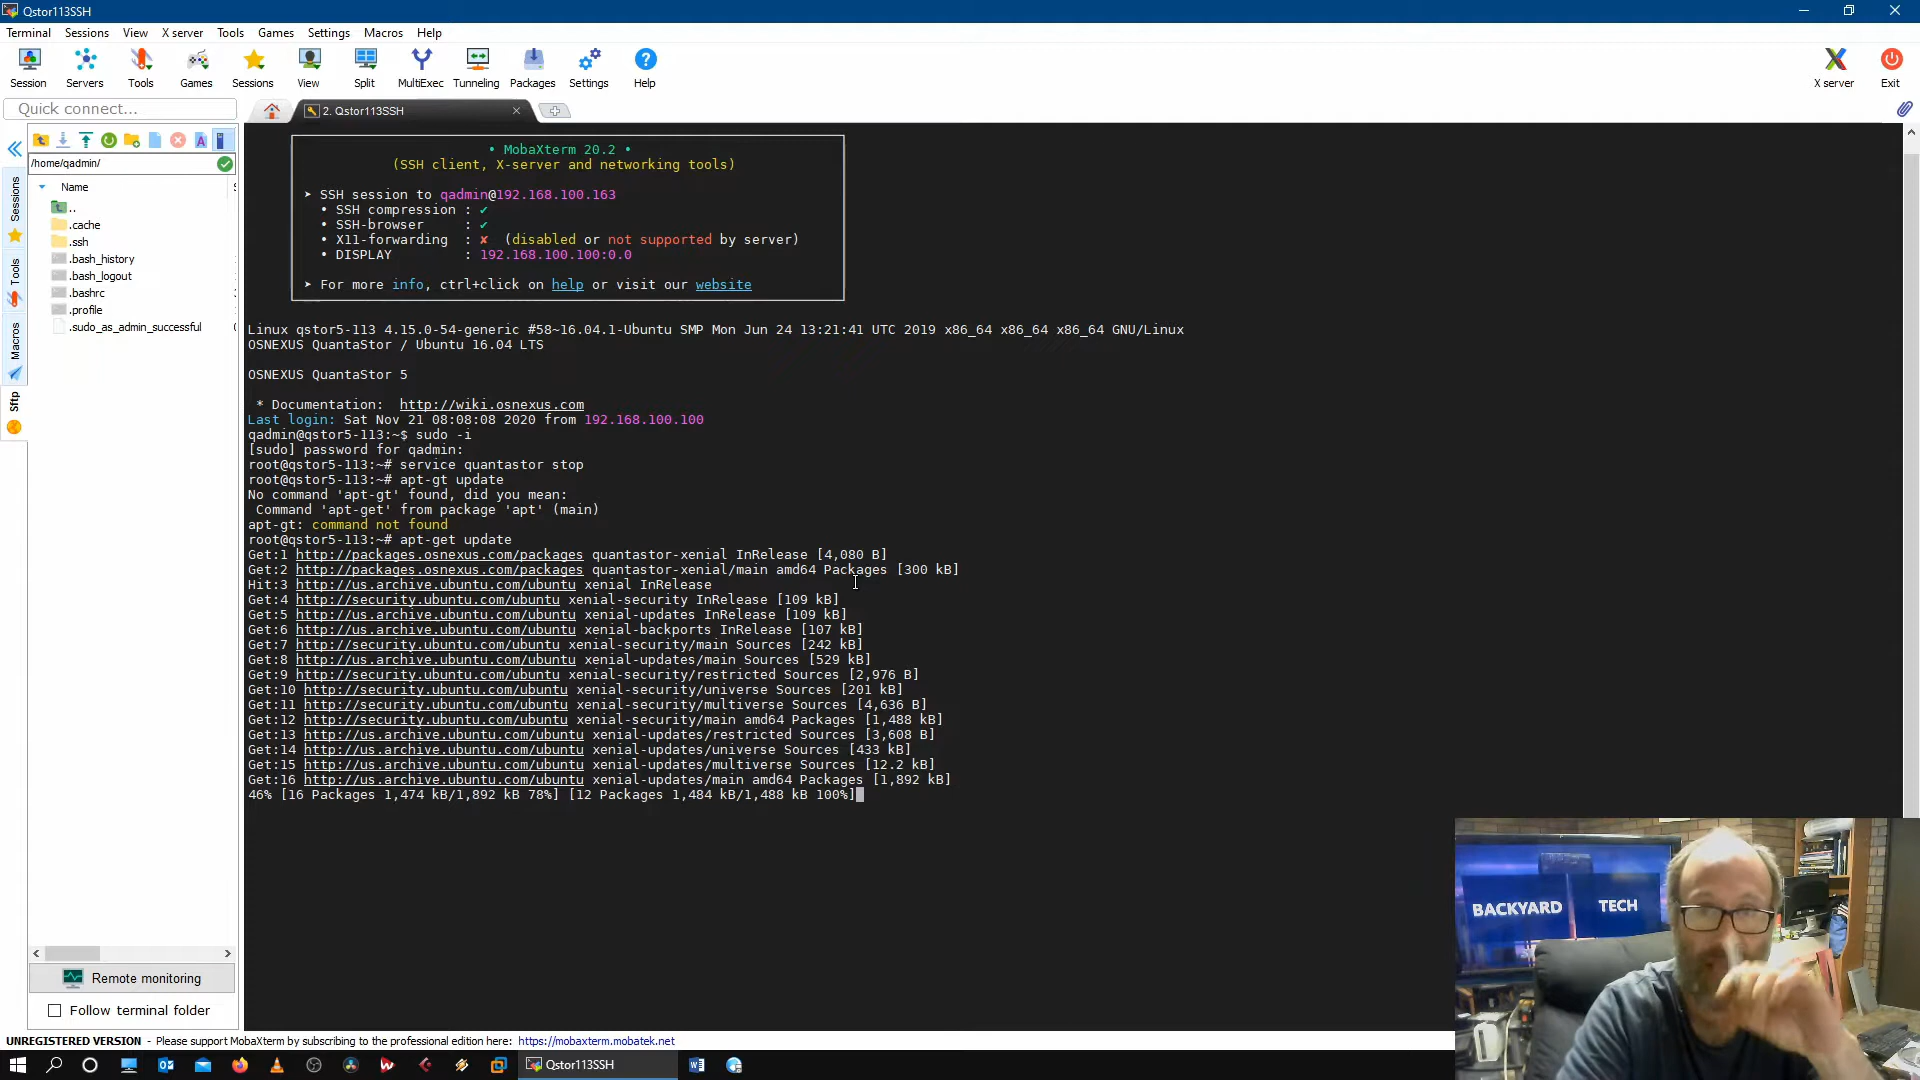 Qstor113SSH
Terminal Sessions View X server Tools Games Settings Macros Help
Session Servers Tools Games Sessions View Split MultiExec Tunneling Packages Settings Help X server Exit
Quick connect...
2. Qstor113SSH
/home/qadmin/
Name
..
.cache
.ssh
.bash_history
.bash_logout
.bashrc
.profile
.sudo_as_admin_successful
Sessions
Tools
Macros
Sftp
Remote monitoring
Follow terminal folder
• MobaXterm 20.2 •
(SSH client, X-server and networking tools)
➤ SSH session to qadmin@192.168.100.163
• SSH compression : ✔
• SSH-browser : ✔
• X11-forwarding : ✘ (disabled or not supported by server)
• DISPLAY : 192.168.100.100:0.0
➤ For more info, ctrl+click on help or visit our website
Linux qstor5-113 4.15.0-54-generic #58~16.04.1-Ubuntu SMP Mon Jun 24 13:21:41 UTC 2019 x86_64 x86_64 x86_64 GNU/Linux
OSNEXUS QuantaStor / Ubuntu 16.04 LTS
OSNEXUS QuantaStor 5
* Documentation: http://wiki.osnexus.com
Last login: Sat Nov 21 08:08:08 2020 from 192.168.100.100
qadmin@qstor5-113:~$ sudo -i
[sudo] password for qadmin:
root@qstor5-113:~# service quantastor stop
root@qstor5-113:~# apt-gt update
No command 'apt-gt' found, did you mean:
Command 'apt-get' from package 'apt' (main)
apt-gt: command not found
root@qstor5-113:~# apt-get update
Get:1 http://packages.osnexus.com/packages quantastor-xenial InRelease [4,080 B]
Get:2 http://packages.osnexus.com/packages quantastor-xenial/main amd64 Packages [300 kB]
Hit:3 http://us.archive.ubuntu.com/ubuntu xenial InRelease
Get:4 http://security.ubuntu.com/ubuntu xenial-security InRelease [109 kB]
Get:5 http://us.archive.ubuntu.com/ubuntu xenial-updates InRelease [109 kB]
Get:6 http://us.archive.ubuntu.com/ubuntu xenial-backports InRelease [107 kB]
Get:7 http://security.ubuntu.com/ubuntu xenial-security/main Sources [242 kB]
Get:8 http://us.archive.ubuntu.com/ubuntu xenial-updates/main Sources [529 kB]
Get:9 http://security.ubuntu.com/ubuntu xenial-security/restricted Sources [2,976 B]
Get:10 http://security.ubuntu.com/ubuntu xenial-security/universe Sources [201 kB]
Get:11 http://security.ubuntu.com/ubuntu xenial-security/multiverse Sources [4,636 B]
Get:12 http://security.ubuntu.com/ubuntu xenial-security/main amd64 Packages [1,488 kB]
Get:13 http://us.archive.ubuntu.com/ubuntu xenial-updates/restricted Sources [3,608 B]
Get:14 http://us.archive.ubuntu.com/ubuntu xenial-updates/universe Sources [433 kB]
Get:15 http://us.archive.ubuntu.com/ubuntu xenial-updates/multiverse Sources [12.2 kB]
Get:16 http://us.archive.ubuntu.com/ubuntu xenial-updates/main amd64 Packages [1,892 kB]
46% [16 Packages 1,474 kB/1,892 kB 78%] [12 Packages 1,484 kB/1,488 kB 100%]
BACKYARD TECH
UNREGISTERED VERSION - Please support MobaXterm by subscribing to the professional edition here: https://mobaxterm.mobatek.net
Qstor113SSH